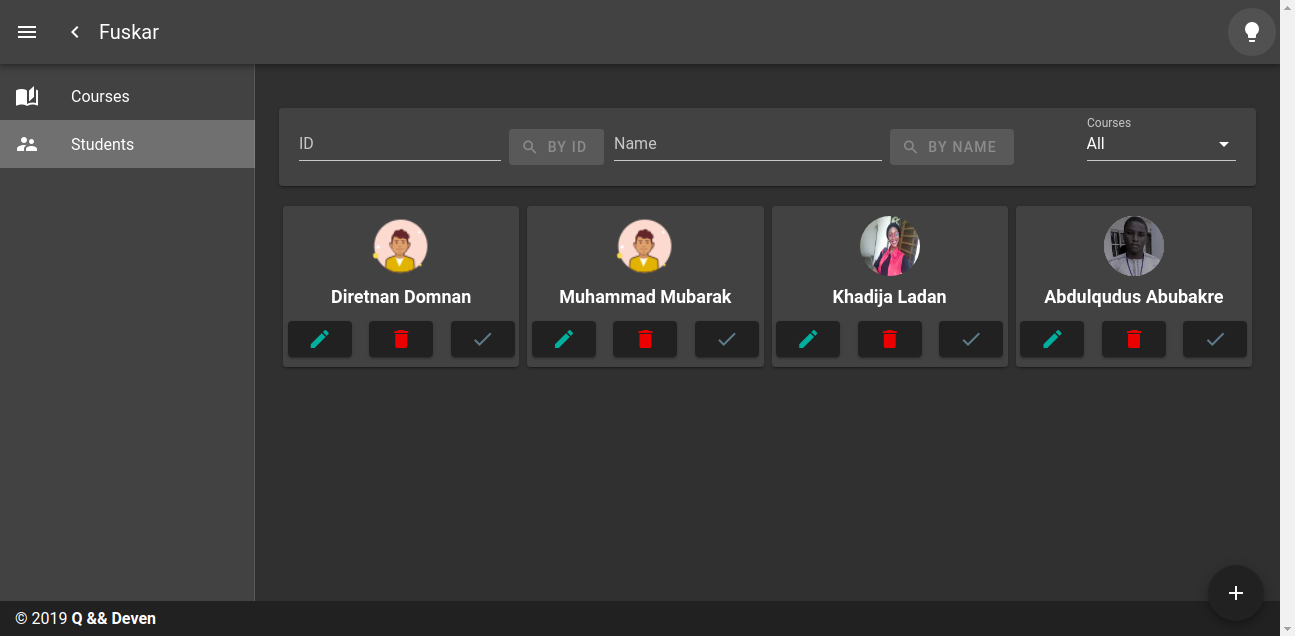 Fuskar
Courses
Students
ID
BY ID
Name
BY NAME
Courses
All
Diretnan Domnan
Muhammad Mubarak
Khadija Ladan
Abdulqudus Abubakre
© 2019 Q && Deven